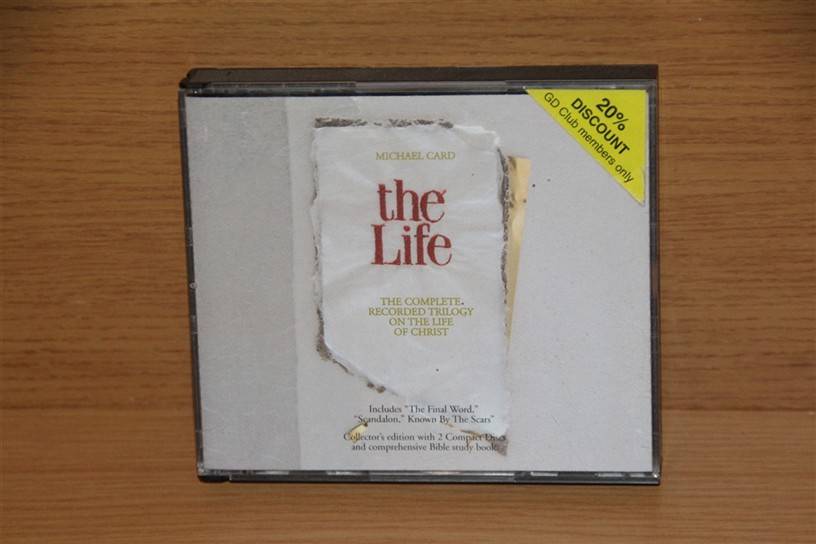 20%
DISCOUNT
GD Club members only
MICHAEL CARD
the
Life
THE COMPLETE
RECORDED TRILOGY
ON THE LIFE
OF CHRIST
Includes "The Final Word,"
"Scandalon," Known By The Scars"
Collector's edition with 2 Compact Discs
and comprehensive Bible study book.